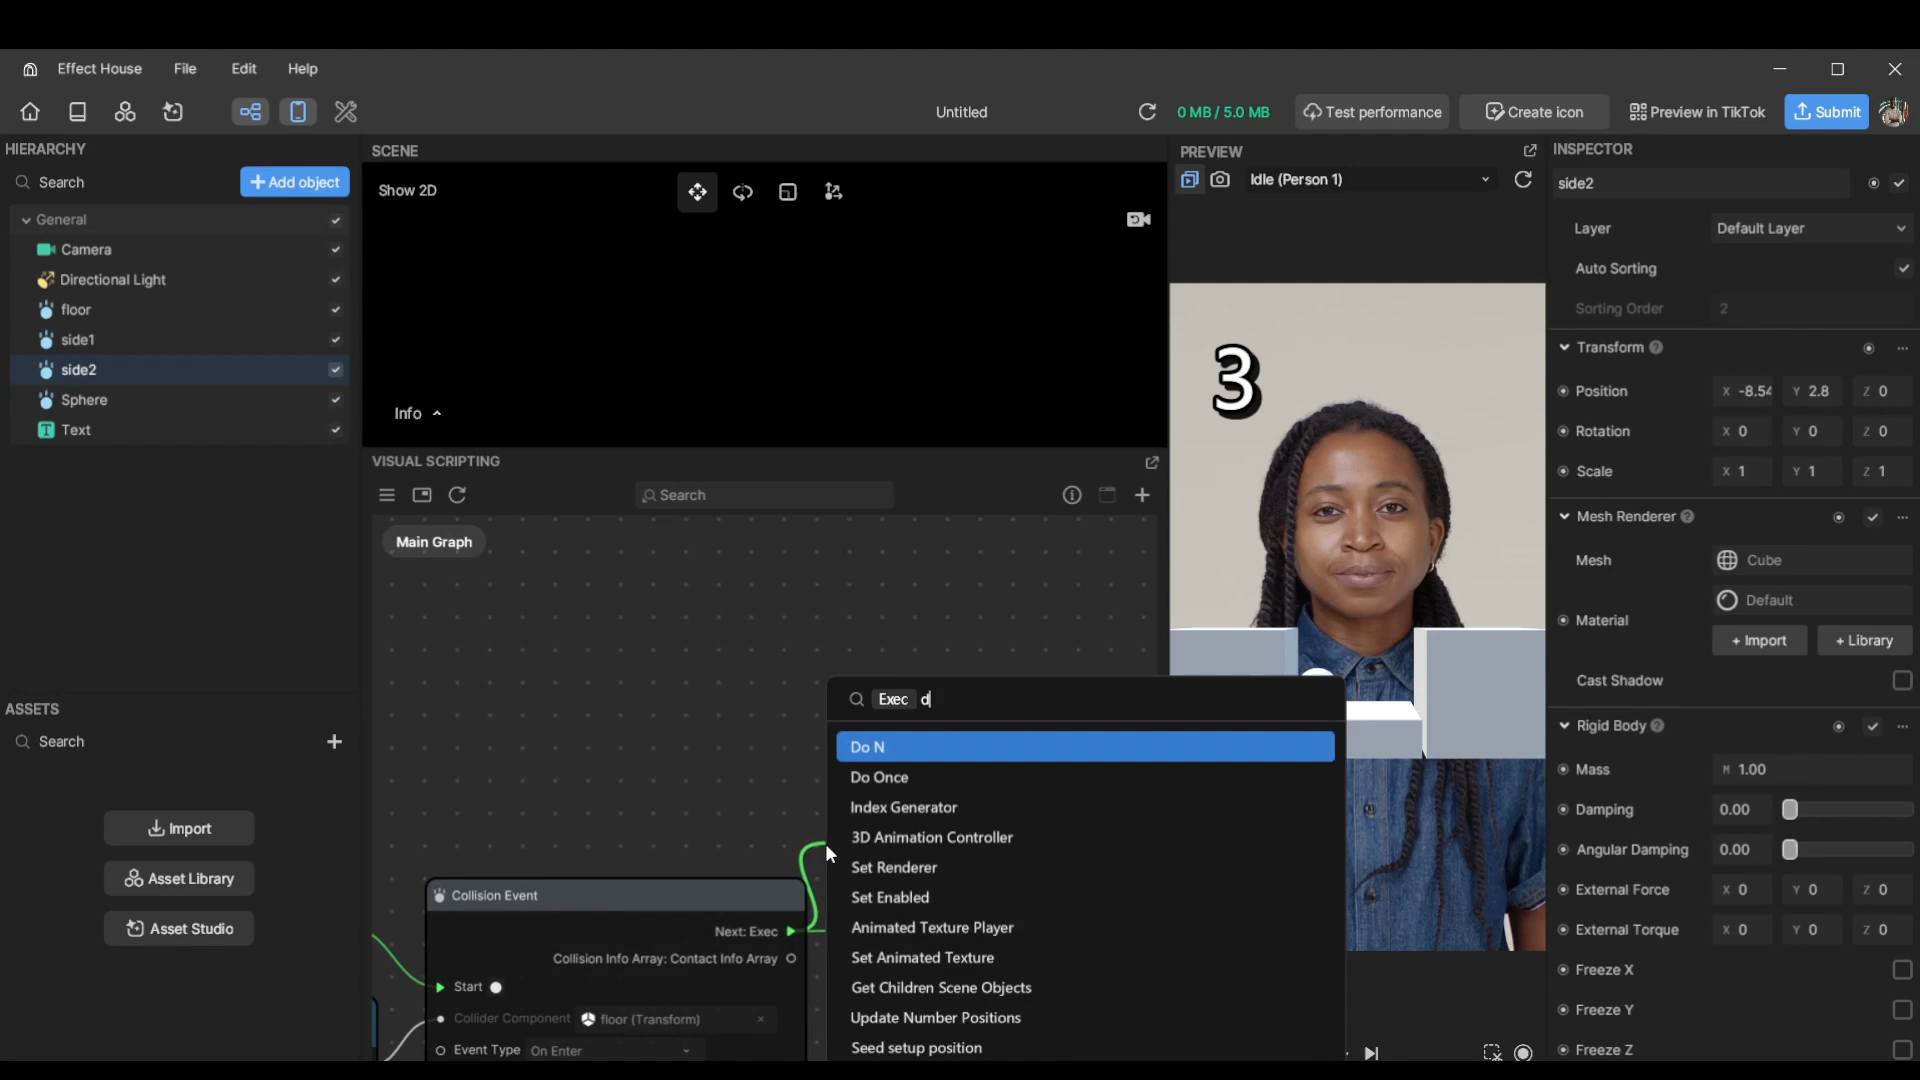 Effect House File Edit Help
Untitled 0 MB / 5.0 MB Test performance Create icon Preview in TikTok Submit
HIERARCHY
Search + Add object
General
Camera
Directional Light
floor
side1
side2
Sphere
Text
ASSETS
Search
Import
Asset Library
Asset Studio
SCENE
Show 2D
Info
VISUAL SCRIPTING
Search
Main Graph
Collision Event
Next: Exec
Collision Info Array: Contact Info Array
Start
Collider Component floor (Transform)
Event Type On Enter
Exec d
Do N
Do Once
Index Generator
3D Animation Controller
Set Renderer
Set Enabled
Animated Texture Player
Set Animated Texture
Get Children Scene Objects
Update Number Positions
Seed setup position
PREVIEW
Idle (Person 1)
3
INSPECTOR
side2
Layer Default Layer
Auto Sorting
Sorting Order 2
Transform
Position X -8.54 Y 2.8 Z 0
Rotation X 0 Y 0 Z 0
Scale X 1 Y 1 Z 1
Mesh Renderer
Mesh Cube
Default
Material
+ Import + Library
Cast Shadow
Rigid Body
Mass M 1.00
Damping 0.00
Angular Damping 0.00
External Force X 0 Y 0 Z 0
External Torque X 0 Y 0 Z 0
Freeze X
Freeze Y
Freeze Z